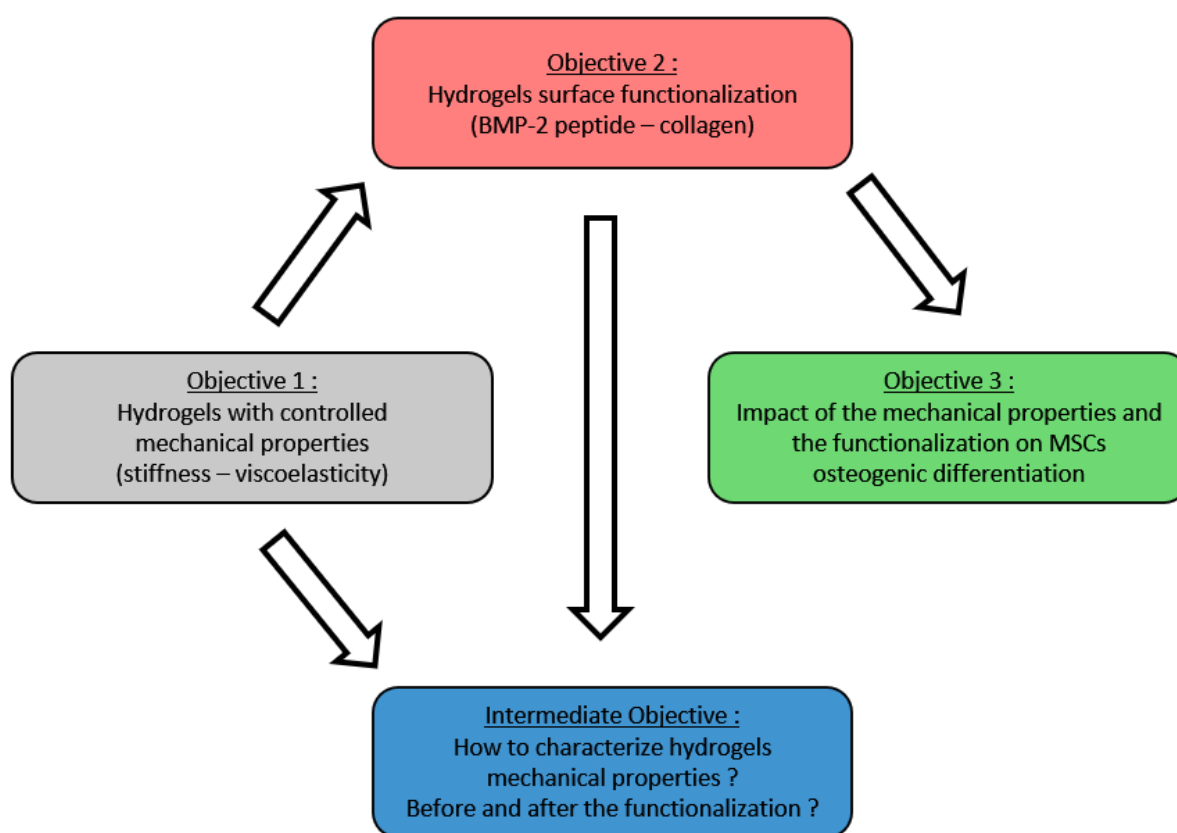 Objective 2 :
Hydrogels surface functionalization
(BMP-2 peptide – collagen)
Objective 1 :
Hydrogels with controlled
mechanical properties
(stiffness – viscoelasticity)
Objective 3 :
Impact of the mechanical properties and
the functionalization on MSCs
osteogenic differentiation
Intermediate Objective :
How to characterize hydrogels
mechanical properties ?
Before and after the functionalization ?